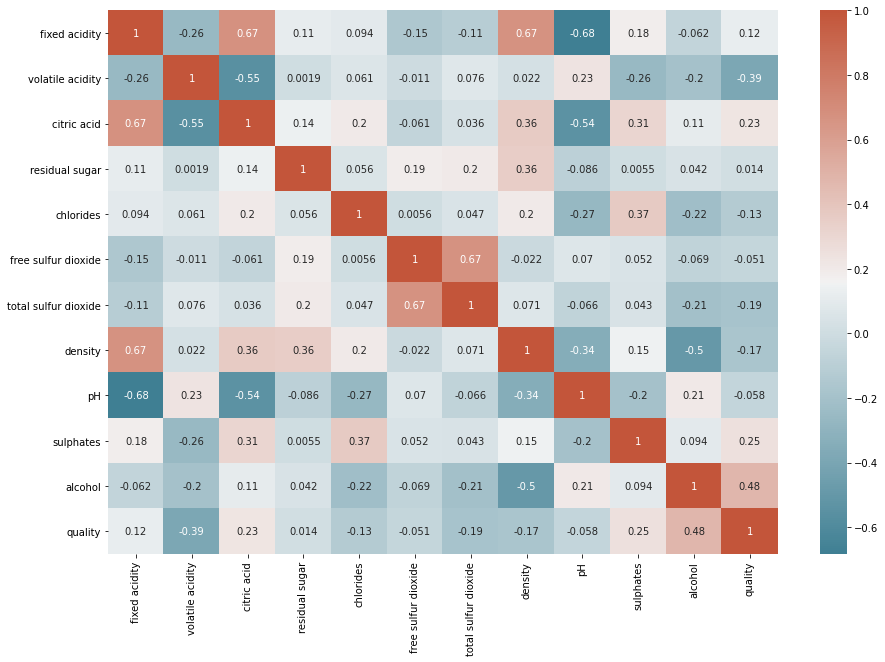 fixed acidity 1 -0.26 0.67 0.11 0.094 -0.15 -0.11 0.67 -0.68 0.18 -0.062 0.12
volatile acidity -0.26 1 -0.55 0.0019 0.061 -0.011 0.076 0.022 0.23 -0.26 -0.2 -0.39
citric acid 0.67 -0.55 1 0.14 0.2 -0.061 0.036 0.36 -0.54 0.31 0.11 0.23
residual sugar 0.11 0.0019 0.14 1 0.056 0.19 0.2 0.36 -0.086 0.0055 0.042 0.014
chlorides 0.094 0.061 0.2 0.056 1 0.0056 0.047 0.2 -0.27 0.37 -0.22 -0.13
free sulfur dioxide -0.15 -0.011 -0.061 0.19 0.0056 1 0.67 -0.022 0.07 0.052 -0.069 -0.051
total sulfur dioxide -0.11 0.076 0.036 0.2 0.047 0.67 1 0.071 -0.066 0.043 -0.21 -0.19
density 0.67 0.022 0.36 0.36 0.2 -0.022 0.071 1 -0.34 0.15 -0.5 -0.17
pH -0.68 0.23 -0.54 -0.086 -0.27 0.07 -0.066 -0.34 1 -0.2 0.21 -0.058
sulphates 0.18 -0.26 0.31 0.0055 0.37 0.052 0.043 0.15 -0.2 1 0.094 0.25
alcohol -0.062 -0.2 0.11 0.042 -0.22 -0.069 -0.21 -0.5 0.21 0.094 1 0.48
quality 0.12 -0.39 0.23 0.014 -0.13 -0.051 -0.19 -0.17 -0.058 0.25 0.48 1
fixed acidity
volatile acidity
citric acid
residual sugar
chlorides
free sulfur dioxide
total sulfur dioxide
density
pH
sulphates
alcohol
quality
1.0
0.8
0.6
0.4
0.2
0.0
-0.2
-0.4
-0.6